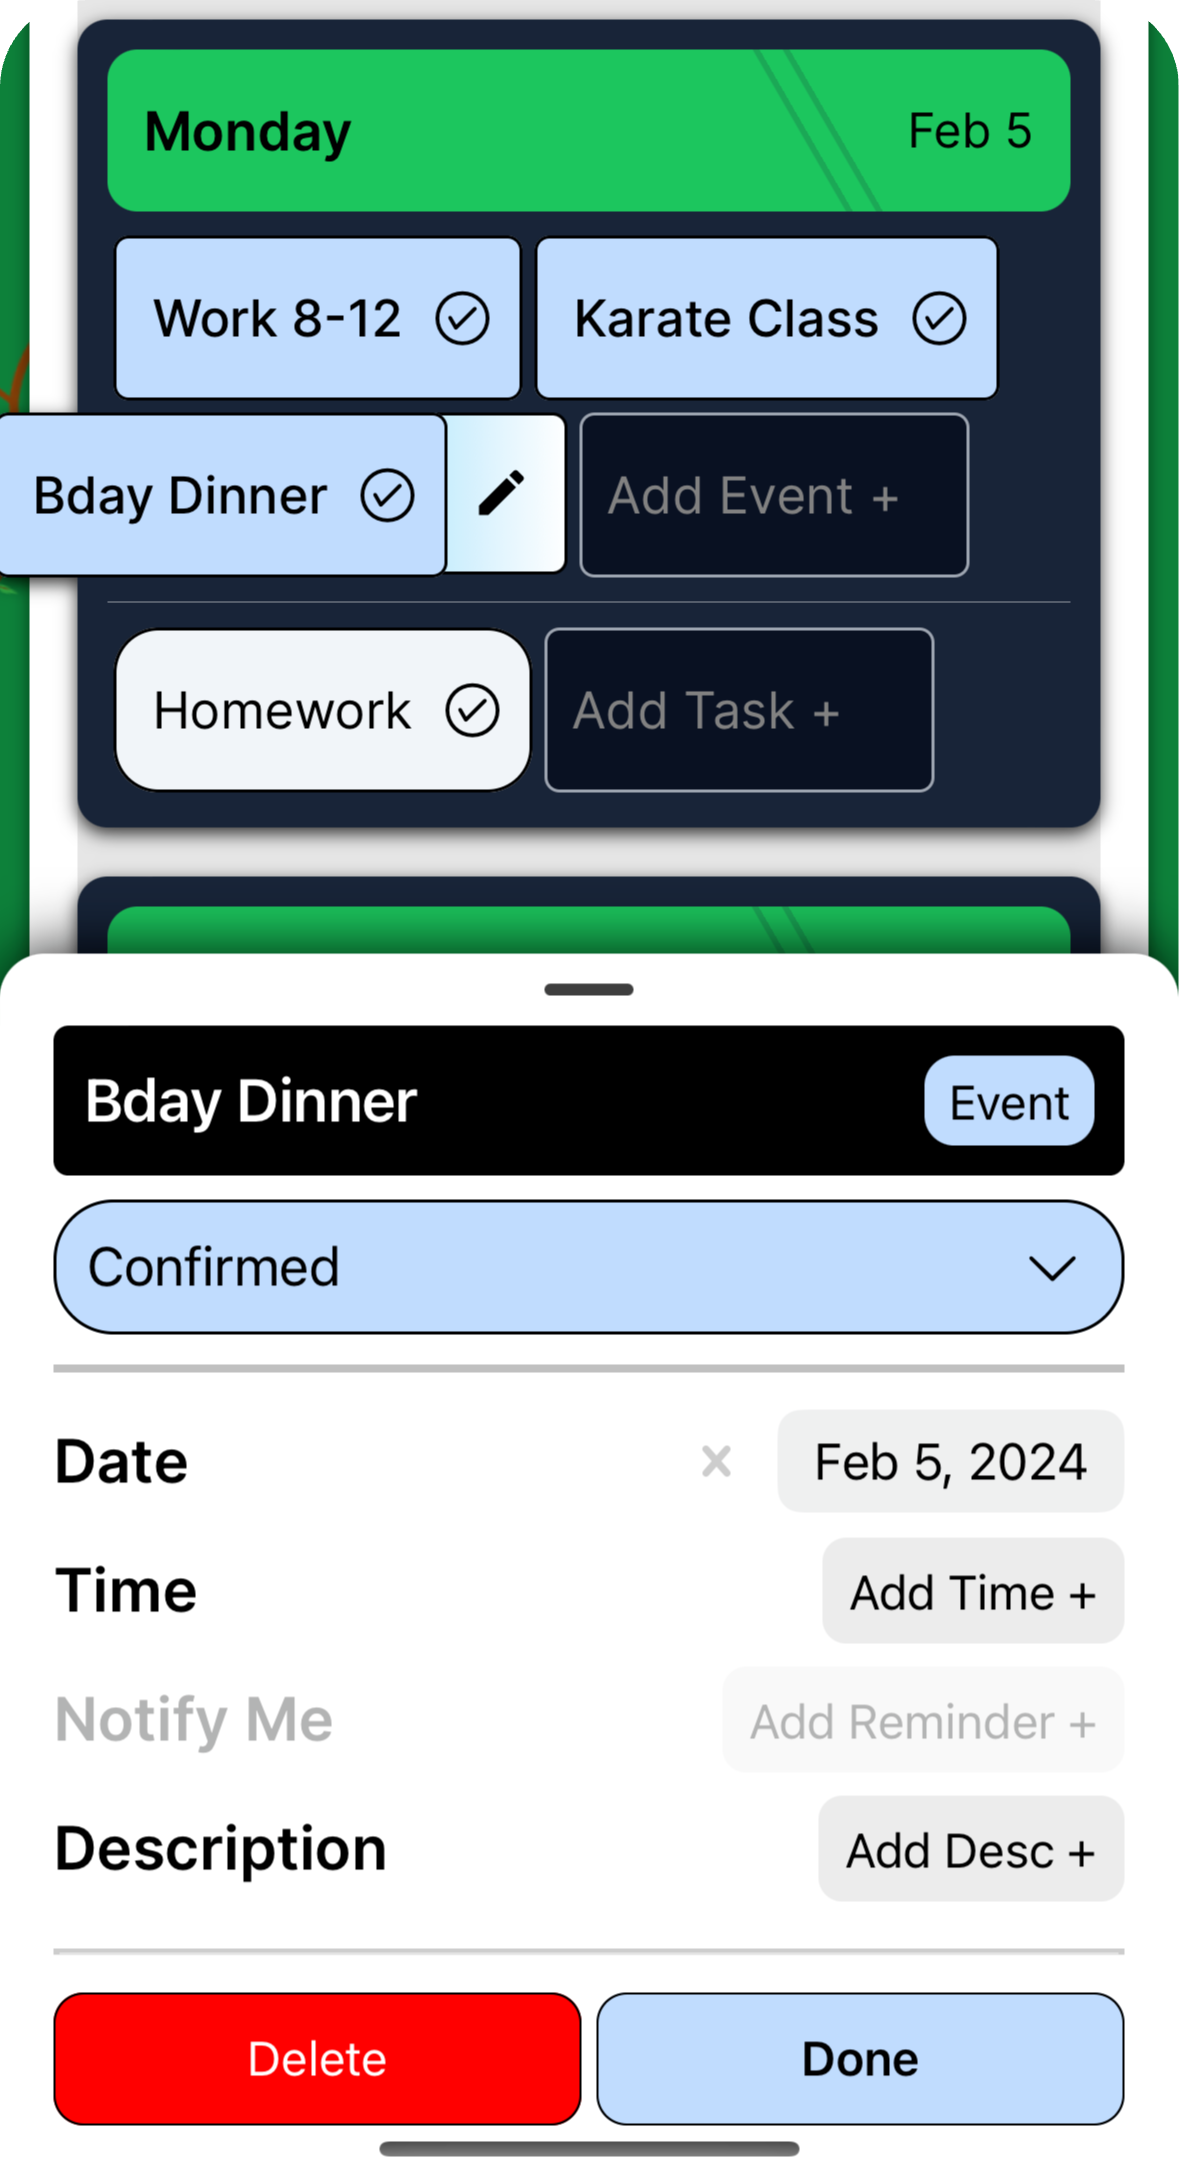 Monday Feb 5
Work 8-12 Karate Class
Bday Dinner Add Event +
Homework Add Task +
Bday Dinner Event
Confirmed
Date × Feb 5, 2024
Time Add Time +
Notify Me Add Reminder +
Description Add Desc +
Delete Done